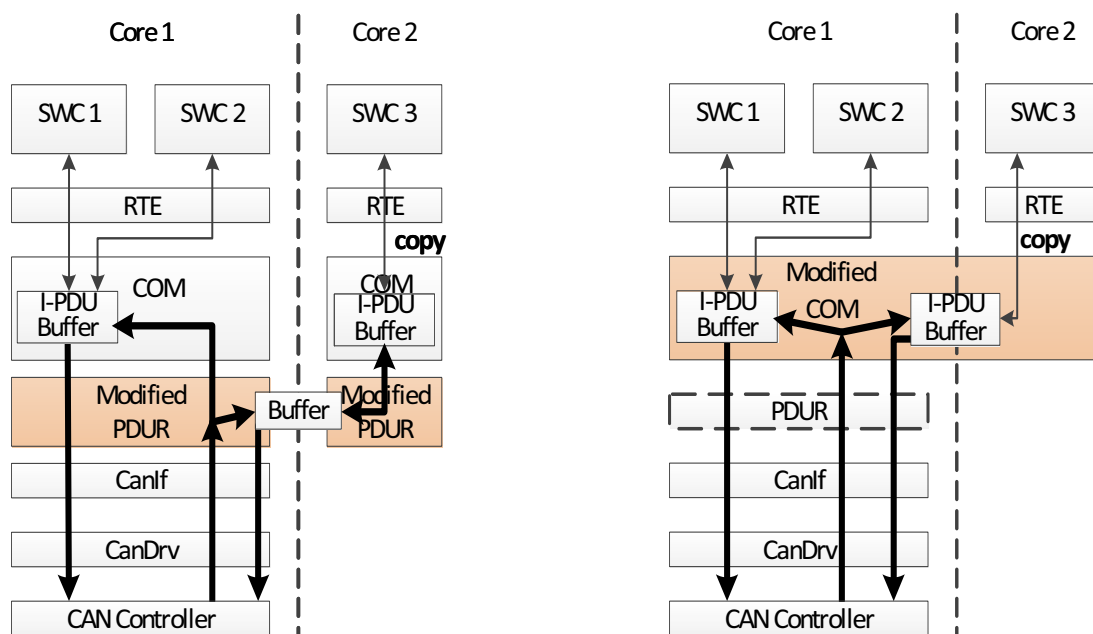 Core 1
Core 2
SWC 1
SWC 2
SWC 3
RTE
RTE
copy
COM
COM
I-PDU
Buffer
I-PDU
Buffer
Modified
PDUR
Buffer
Modified
PDUR
CanIf
CanDrv
CAN Controller
Core 1
Core 2
SWC 1
SWC 2
SWC 3
RTE
RTE
copy
Modified
COM
I-PDU
Buffer
I-PDU
Buffer
PDUR
CanIf
CanDrv
CAN Controller